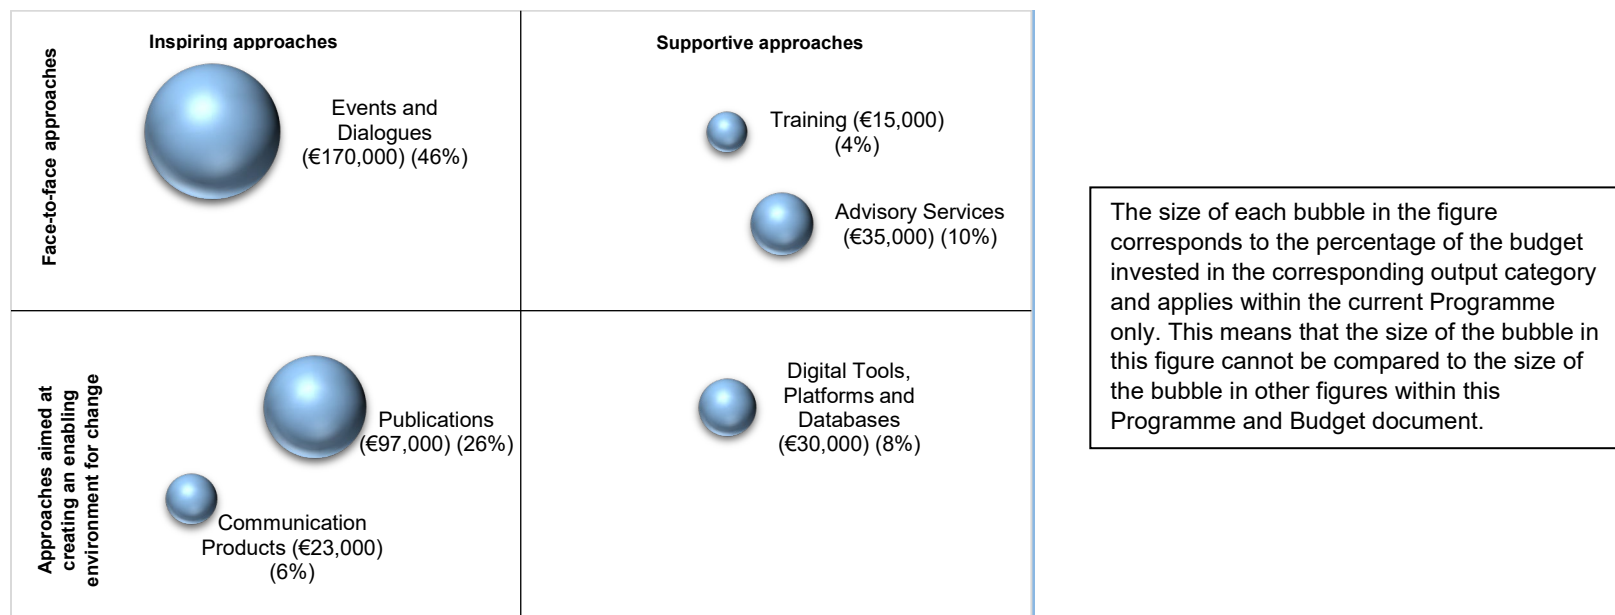 Inspiring approaches
Supportive approaches
Face-to-face approaches
Events and
Dialogues
(€170,000) (46%)
Training (€15,000)
(4%)
Advisory Services
(€35,000) (10%)
Approaches aimed at
creating an enabling
environment for change
Publications
(€97,000) (26%)
Communication
Products (€23,000)
(6%)
Digital Tools,
Platforms and
Databases
(€30,000) (8%)
The size of each bubble in the figure
corresponds to the percentage of the budget
invested in the corresponding output category
and applies within the current Programme
only. This means that the size of the bubble in
this figure cannot be compared to the size of
the bubble in other figures within this
Programme and Budget document.